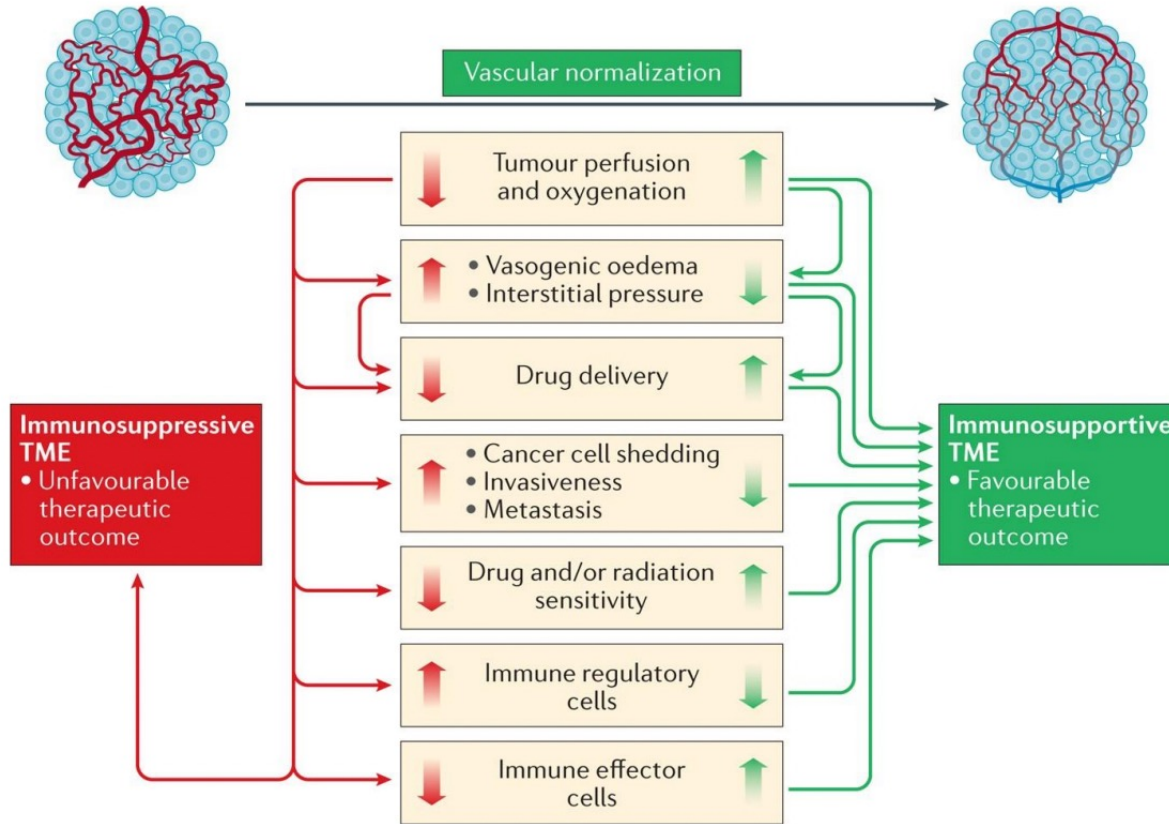 Vascular normalization
Tumour perfusion
and oxygenation
• Vasogenic oedema
• Interstitial pressure
Drug delivery
Immunosuppressive
TME
• Unfavourable
therapeutic
outcome
• Cancer cell shedding
• Invasiveness
• Metastasis
Immunosupportive
TME
• Favourable
therapeutic
outcome
Drug and/or radiation
sensitivity
Immune regulatory
cells
Immune effector
cells